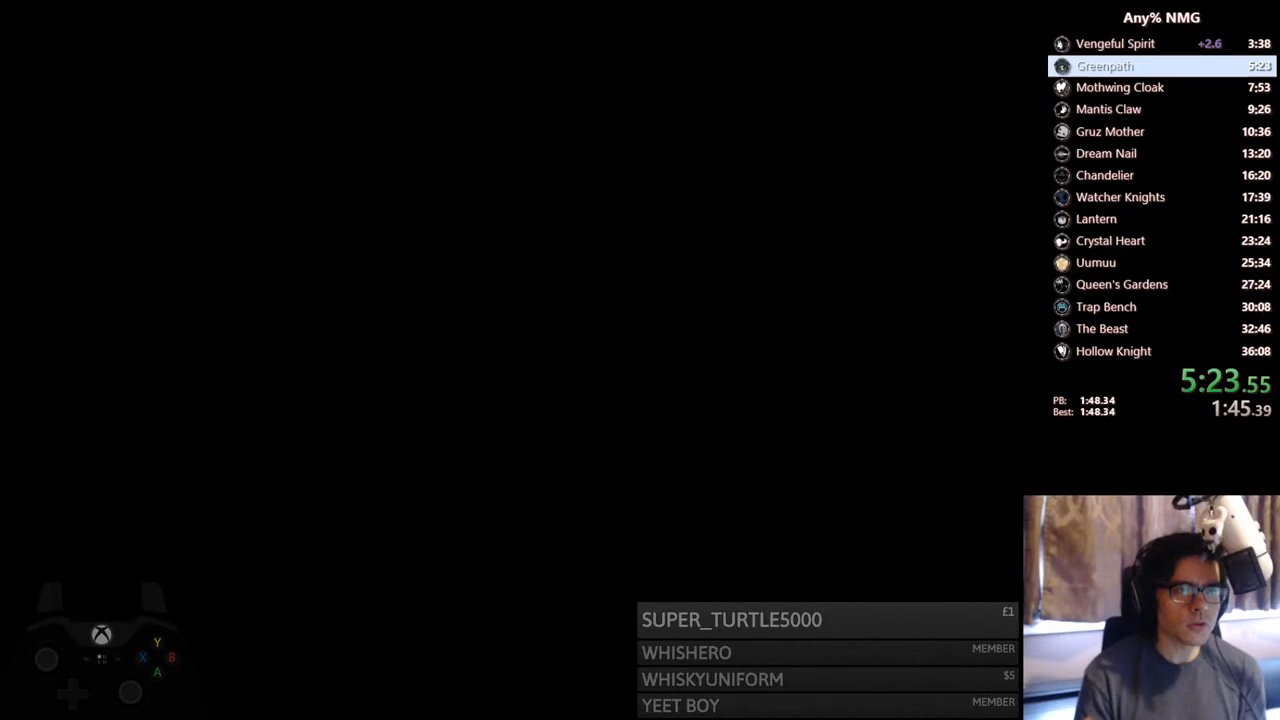 Any% NMG
Vengeful Spirit +2.6 3:38
Greenpath 5:23
Mothwing Cloak 7:53
Mantis Claw 9:26
Gruz Mother 10:36
Dream Nail 13:20
Chandelier 16:20
Watcher Knights 17:39
Lantern 21:16
Crystal Heart 23:24
Uumuu 25:34
Queen's Gardens 27:24
Trap Bench 30:08
The Beast 32:46
Hollow Knight 36:08
5:23.55
PB: 1:48.34
Best: 1:48.34
1:45.39
SUPER_TURTLE5000 £1
WHISHERO MEMBER
WHISKYUNIFORM $5
YEET BOY MEMBER
Y
X B
A